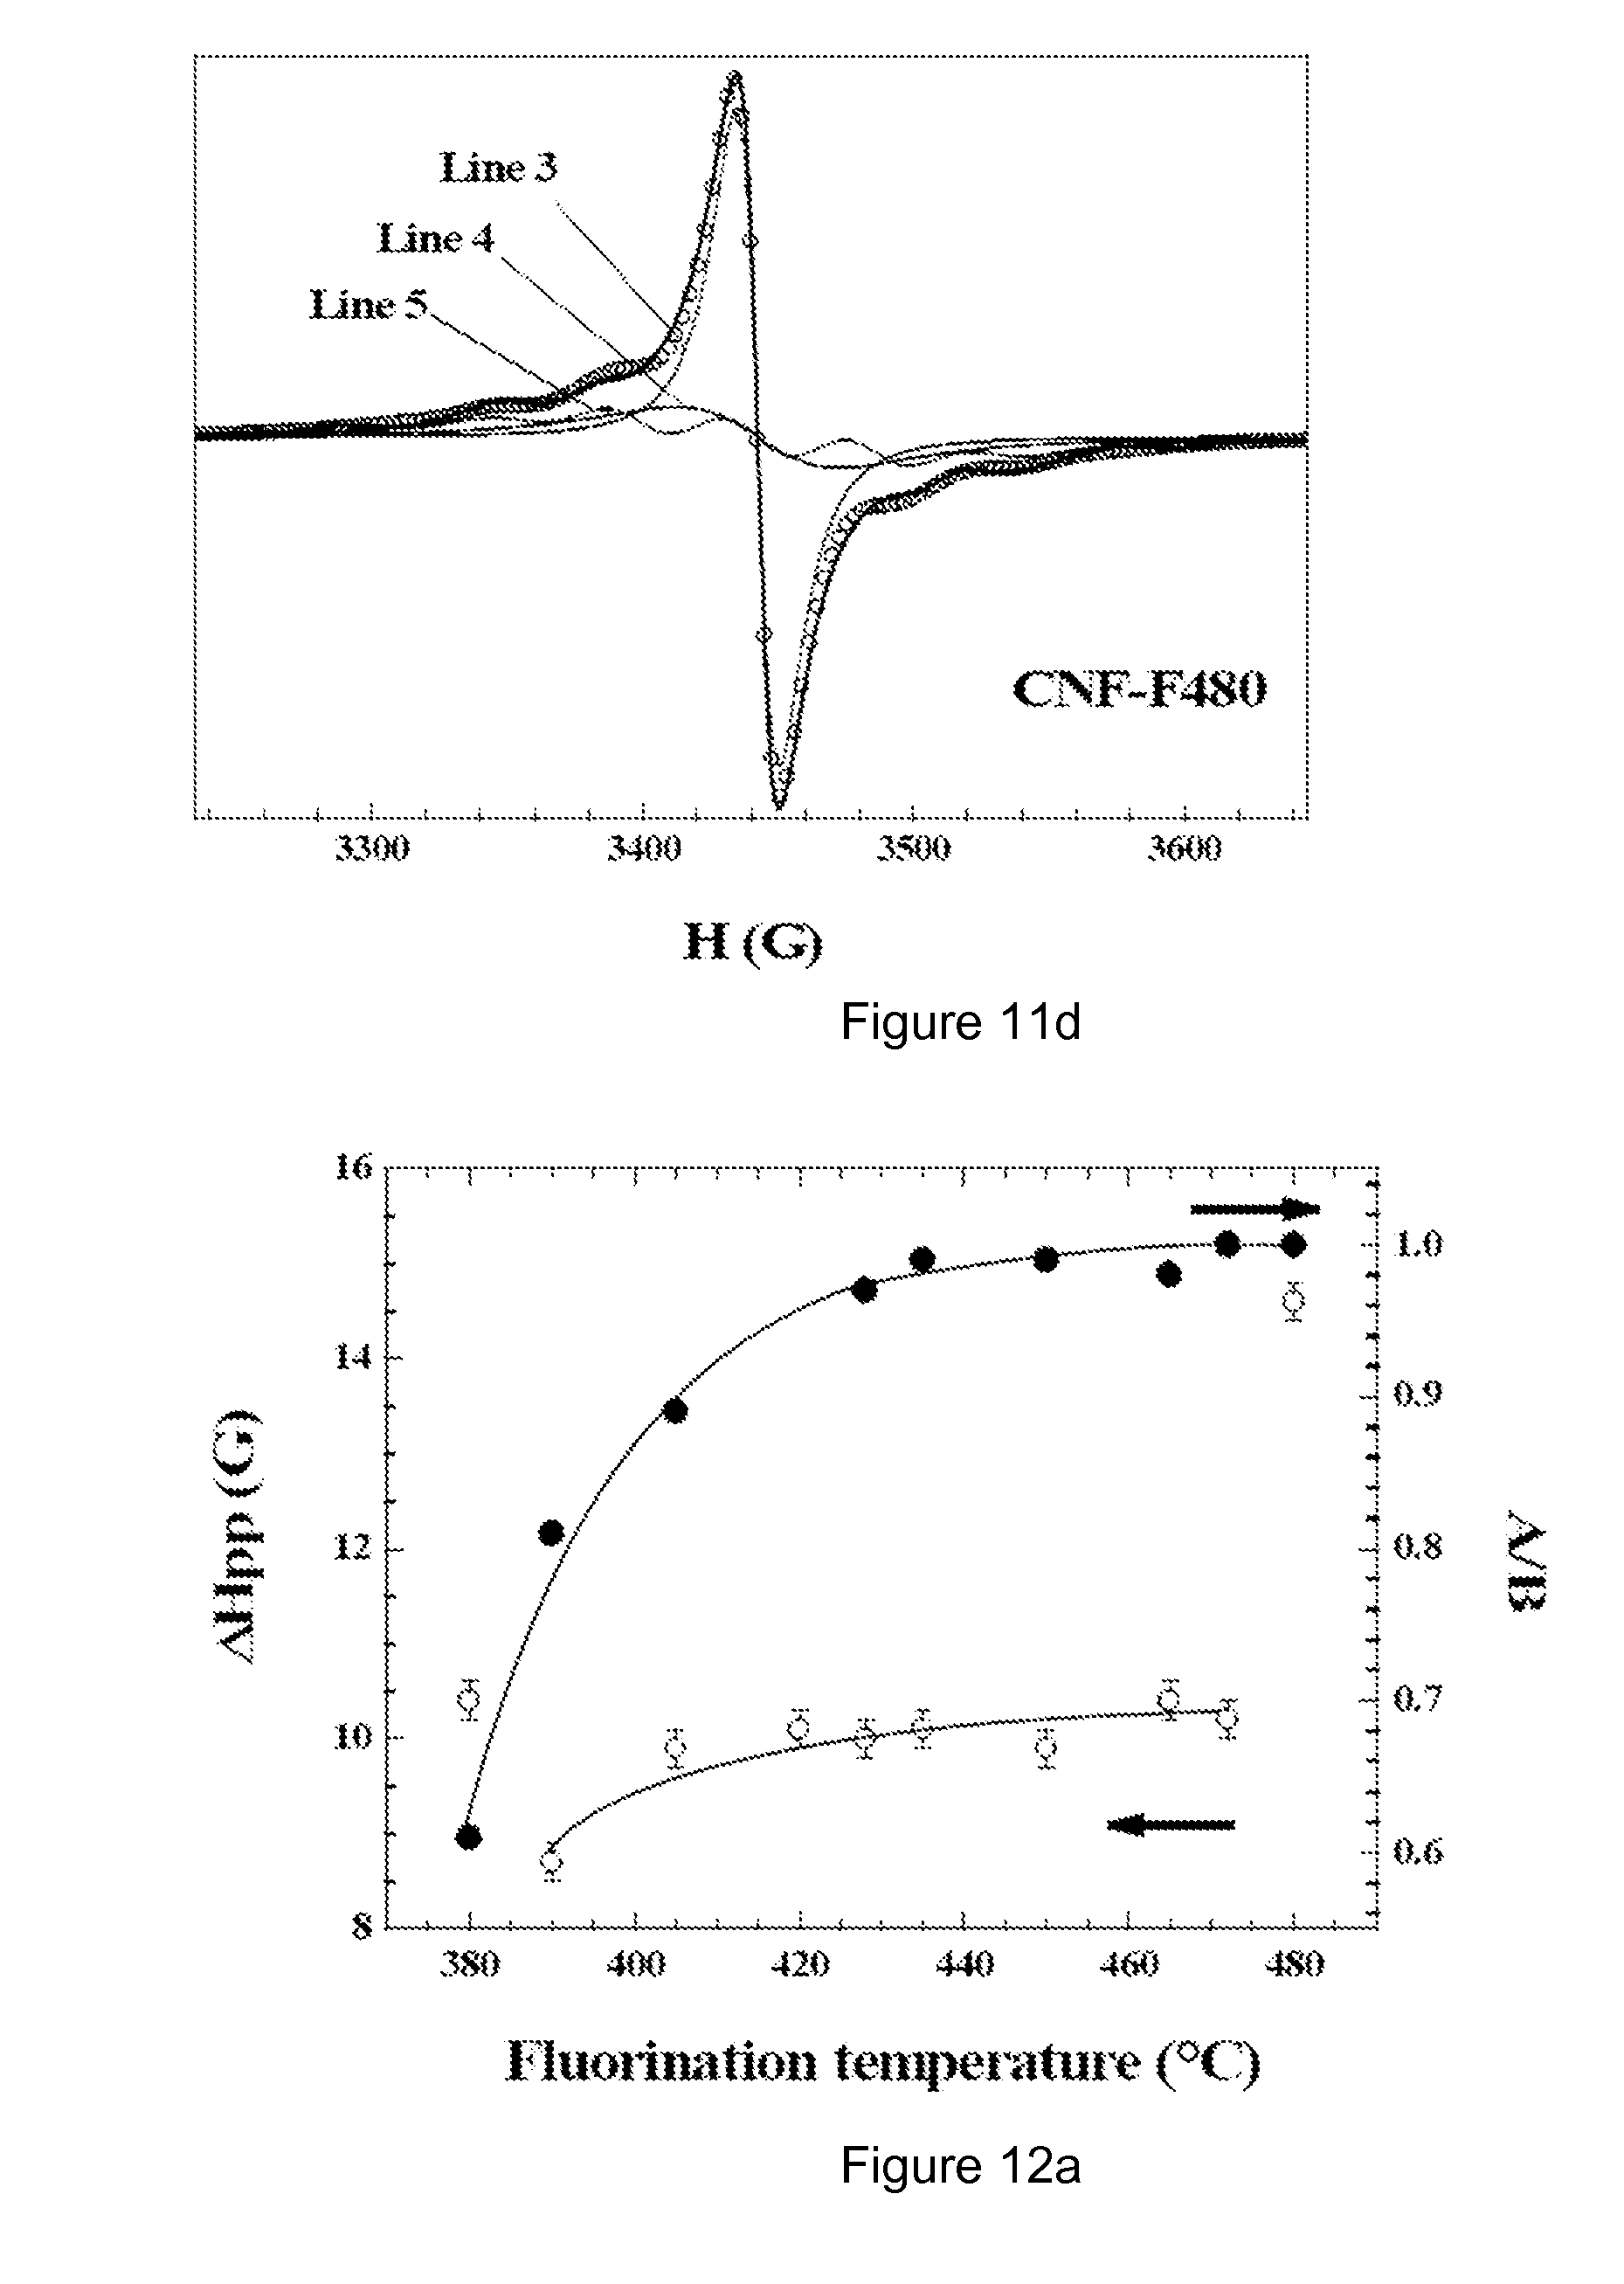 Line 3
Line 4
Line 5
CNF-F480
3300 3400 3500 3600
H (G)
Figure 11d
16
14
12
10
8
ΔHpp (G)
1.0
0.9
0.8
0.7
0.6
A/B
380 400 420 440 460 480
Fluorination temperature (°C)
Figure 12a